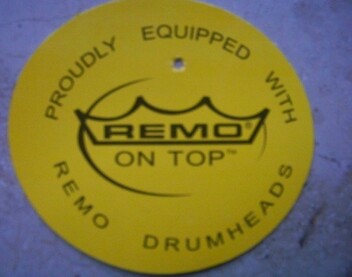 PROUDLY EQUIPPED WITH
REMO®
ON TOP™
REMO DRUMHEADS